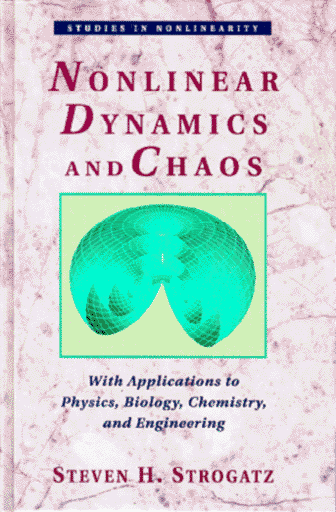 STUDIES IN NONLINEARITY
NONLINEAR
DYNAMICS
AND CHAOS
With Applications to
Physics, Biology, Chemistry,
and Engineering
STEVEN H. STROGATZ